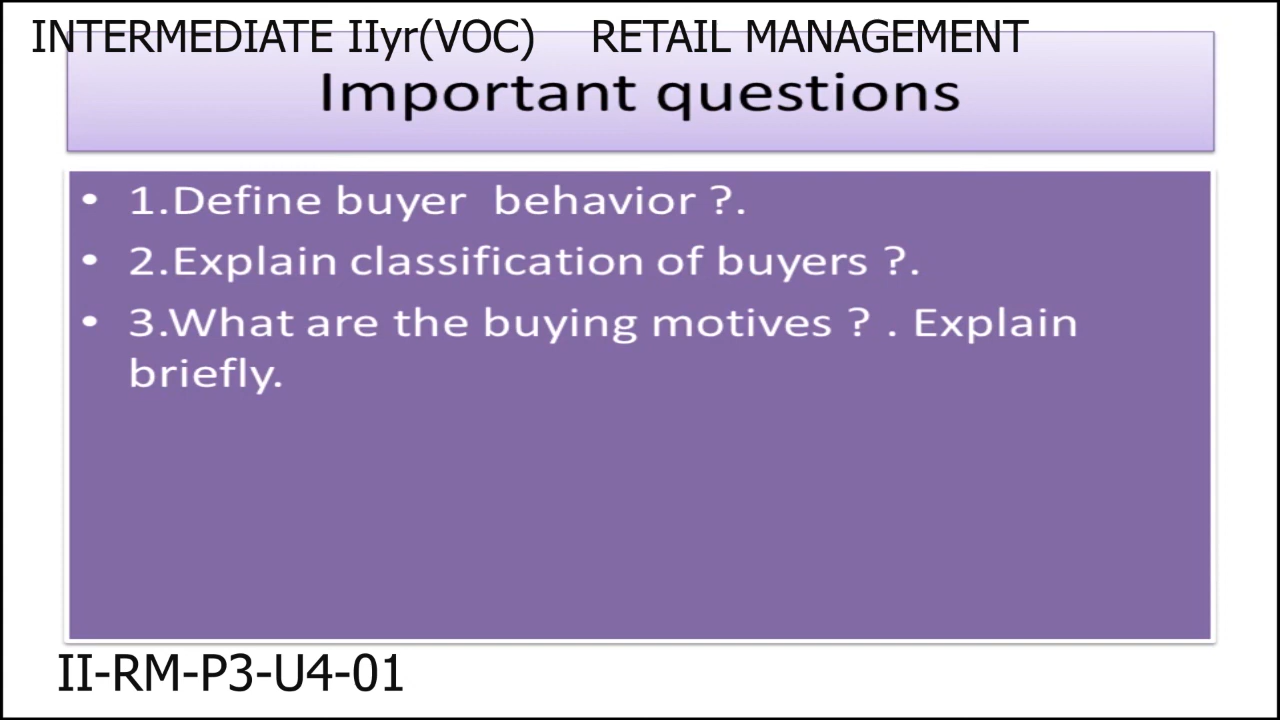 INTERMEDIATE IIyr(VOC) RETAIL MANAGEMENT
Important questions
• 1.Define buyer behavior ?.
• 2.Explain classification of buyers ?.
• 3.What are the buying motives ? . Explain
briefly.
II-RM-P3-U4-01